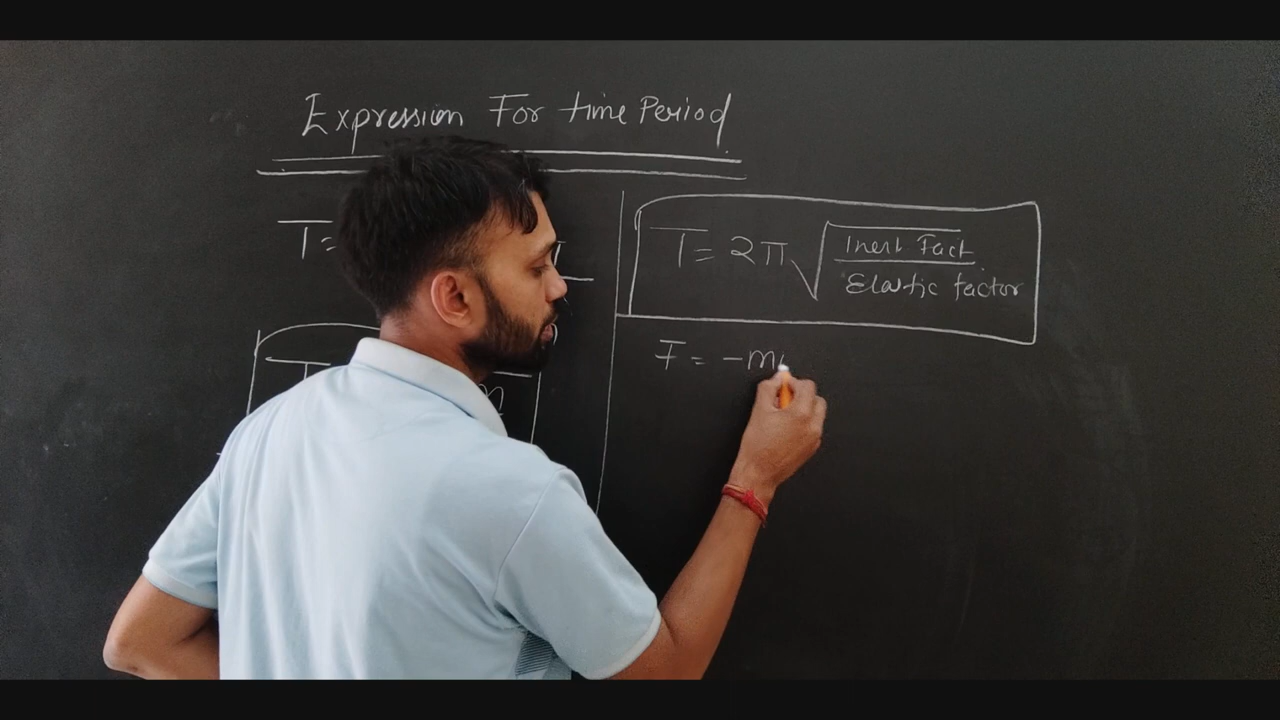 Expression For time Period
T=
T = 2π√
Inert Fact
Elastic factor
F = -m